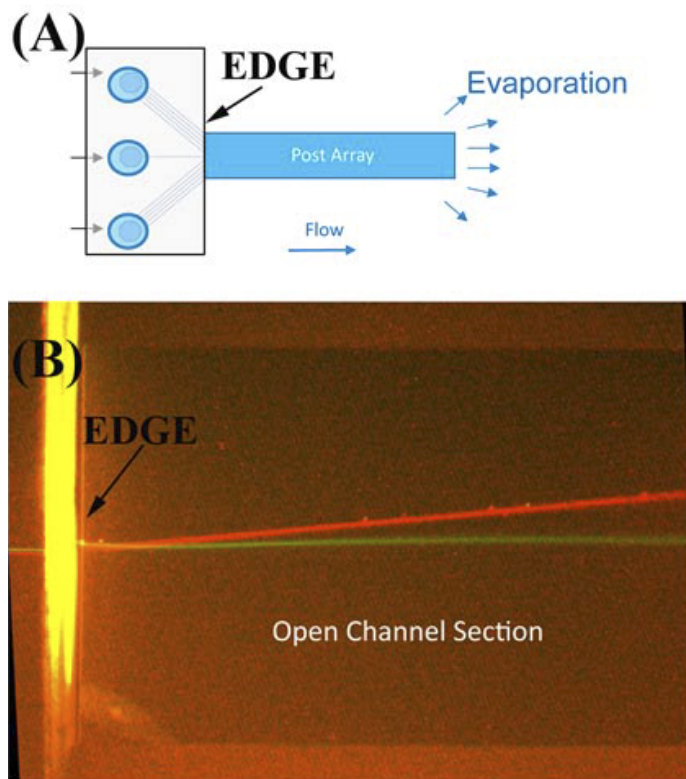 (A)
EDGE
Evaporation
Post Array
Flow
(B)
EDGE
Open Channel Section